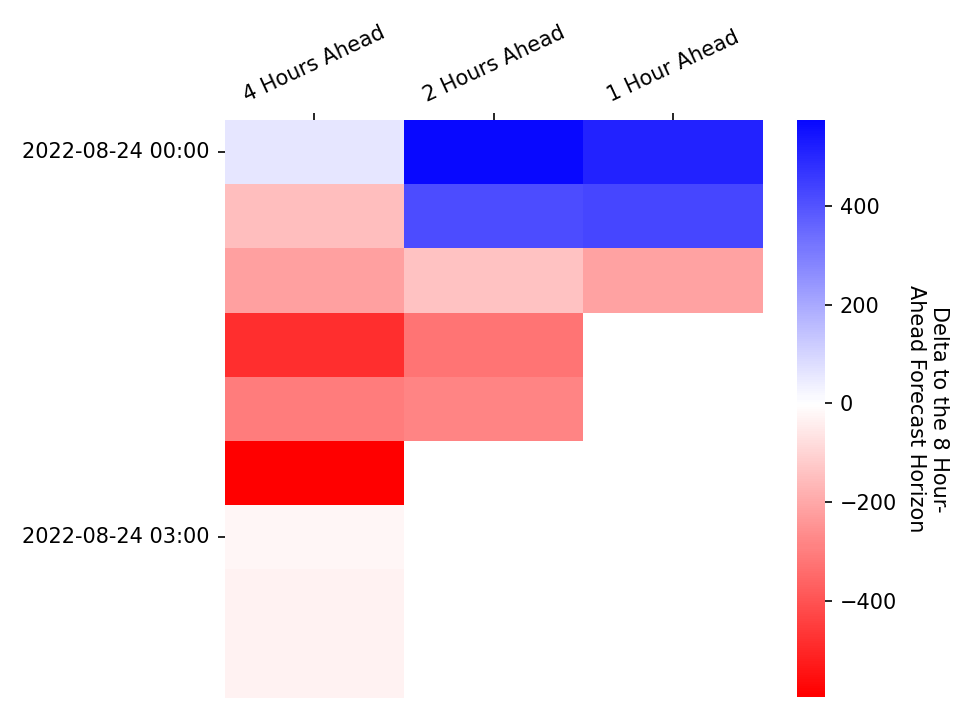 4 Hours Ahead
2 Hours Ahead
1 Hour Ahead
2022-08-24 00:00
2022-08-24 03:00
400
200
0
−200
−400
Delta to the 8 Hour-
Ahead Forecast Horizon